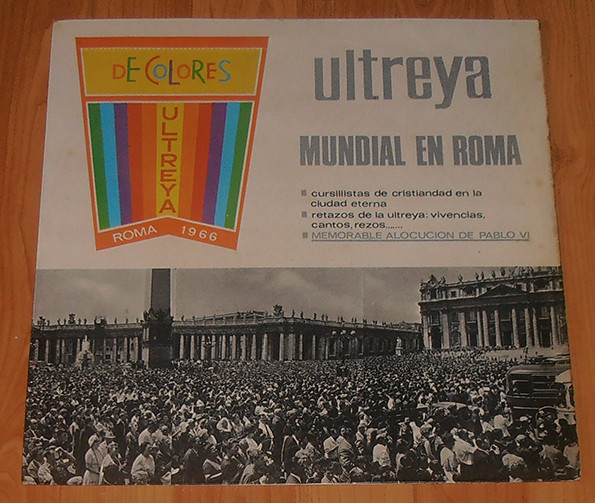 DE COLORES
ULTREYA
ROMA 1966
ultreya
MUNDIAL EN ROMA
cursillistas de cristiandad en la
ciudad eterna
retazos de la ultreya: vivencias,
cantos, rezos.......
MEMORABLE ALOCUCION DE PABLO VI